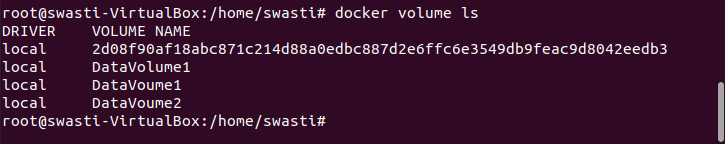 root@swasti-VirtualBox:/home/swasti# docker volume ls
DRIVER    VOLUME NAME
local     2d08f90af18abc871c214d88a0edbc887d2e6ffc6e3549db9feac9d8042eedb3
local     DataVolume1
local     DataVoume1
local     DataVoume2
root@swasti-VirtualBox:/home/swasti#